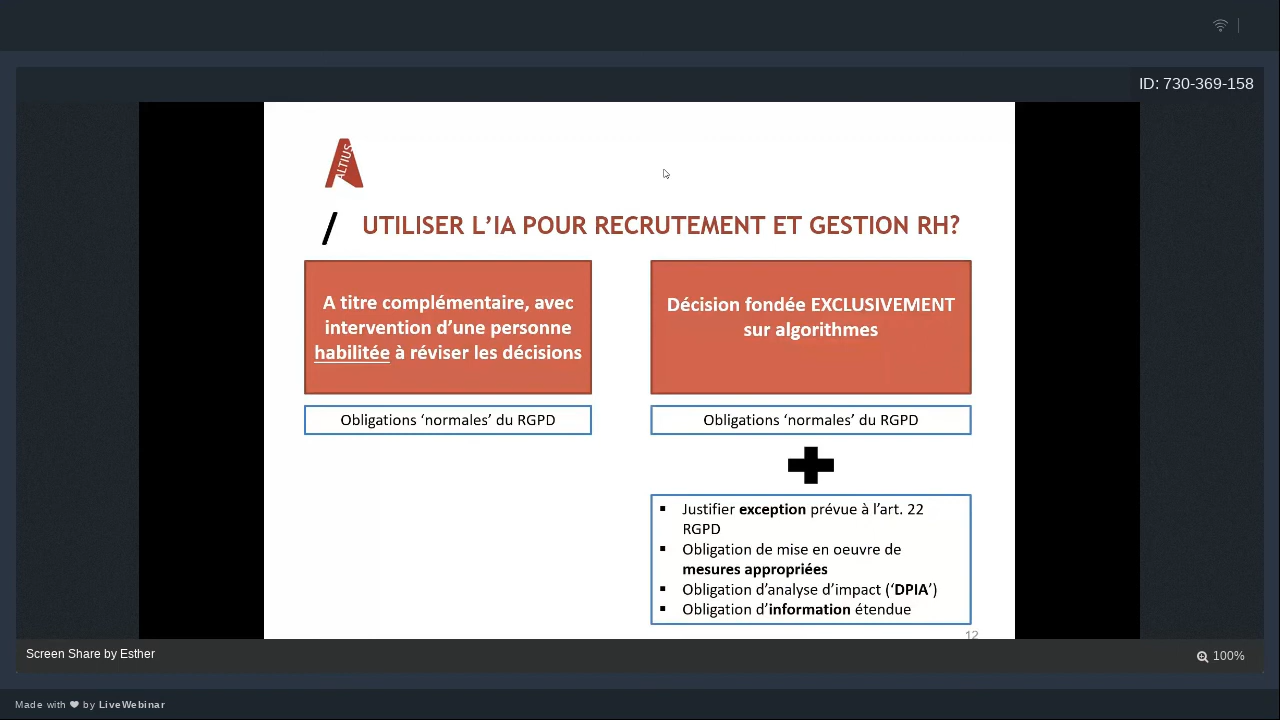 ID: 730-369-158
ALTIUS
/ UTILISER L’IA POUR RECRUTEMENT ET GESTION RH?
A titre complémentaire, avec
intervention d’une personne
habilitée à réviser les décisions
Obligations ‘normales’ du RGPD
Décision fondée EXCLUSIVEMENT
sur algorithmes
Obligations ‘normales’ du RGPD
▪ Justifier exception prévue à l’art. 22
RGPD
▪ Obligation de mise en oeuvre de
mesures appropriées
▪ Obligation d’analyse d’impact (‘DPIA’)
▪ Obligation d’information étendue
12
Screen Share by Esther
100%
Made with ❤ by LiveWebinar